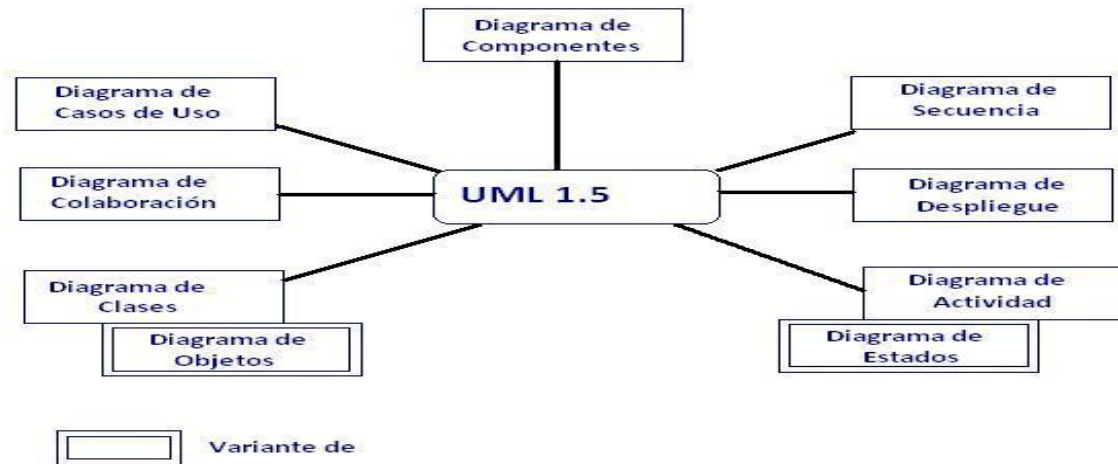 Diagrama de
Componentes
Diagrama de
Casos de Uso
Diagrama de
Secuencia
Diagrama de
Colaboración
UML 1.5
Diagrama de
Despliegue
Diagrama de
Clases
Diagrama de
Objetos
Diagrama de
Actividad
Diagrama de
Estados
Variante de